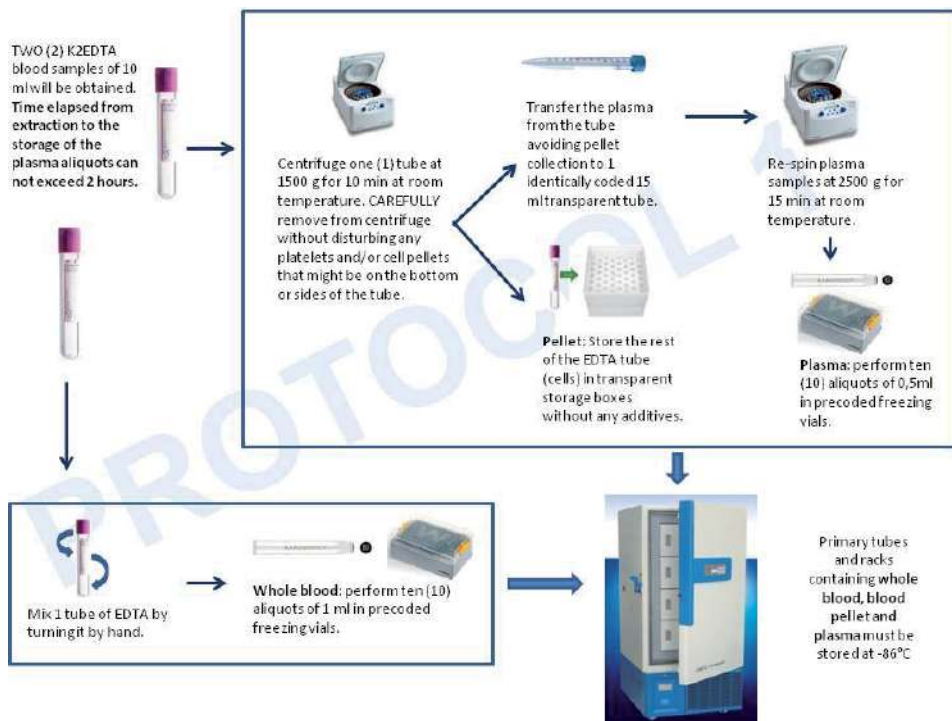 TWO (2) K2EDTA
blood samples of 10
ml will be obtained.
Time elapsed from
extraction to the
storage of the
plasma aliquots can
not exceed 2 hours.
Centrifuge one (1) tube at
1500 g for 10 min at room
temperature. CAREFULLY
remove from centrifuge
without disturbing any
platelets and/or cell pellets
that might be on the bottom
or sides of the tube.
Transfer the plasma
from the tube
avoiding pellet
collection to 1
identically coded 15
ml transparent tube.
Re-spin plasma
samples at 2500 g for
15 min at room
temperature.
Pellet: Store the rest
of the EDTA tube
(cells) in transparent
storage boxes
without any additives.
Plasma: perform ten
(10) aliquots of 0,5ml
in precoded freezing
vials.
Mix 1 tube of EDTA by
turning it by hand.
Whole blood: perform ten (10)
aliquots of 1 ml in precoded
freezing vials.
Primary tubes
and racks
containing whole
blood, blood
pellet and
plasma must be
stored at -86°C
PROTOCOL 1